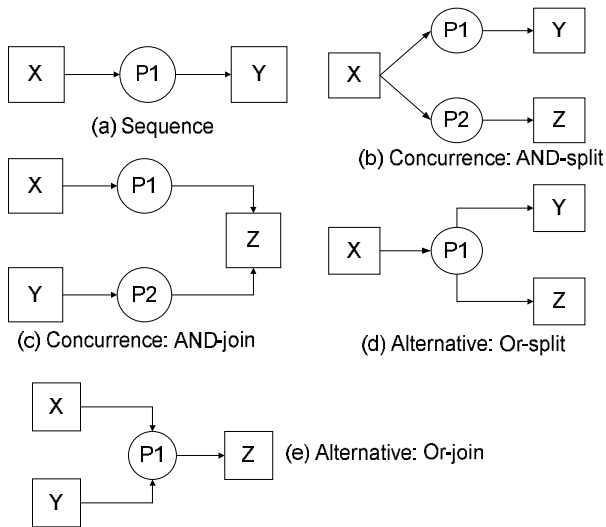 X P1 Y
(a) Sequence
P1 Y
X
P2 Z
(b) Concurrence: AND-split
X P1
Z
Y P2
(c) Concurrence: AND-join
Y
X P1
Z
(d) Alternative: Or-split
X
P1 Z
Y
(e) Alternative: Or-join